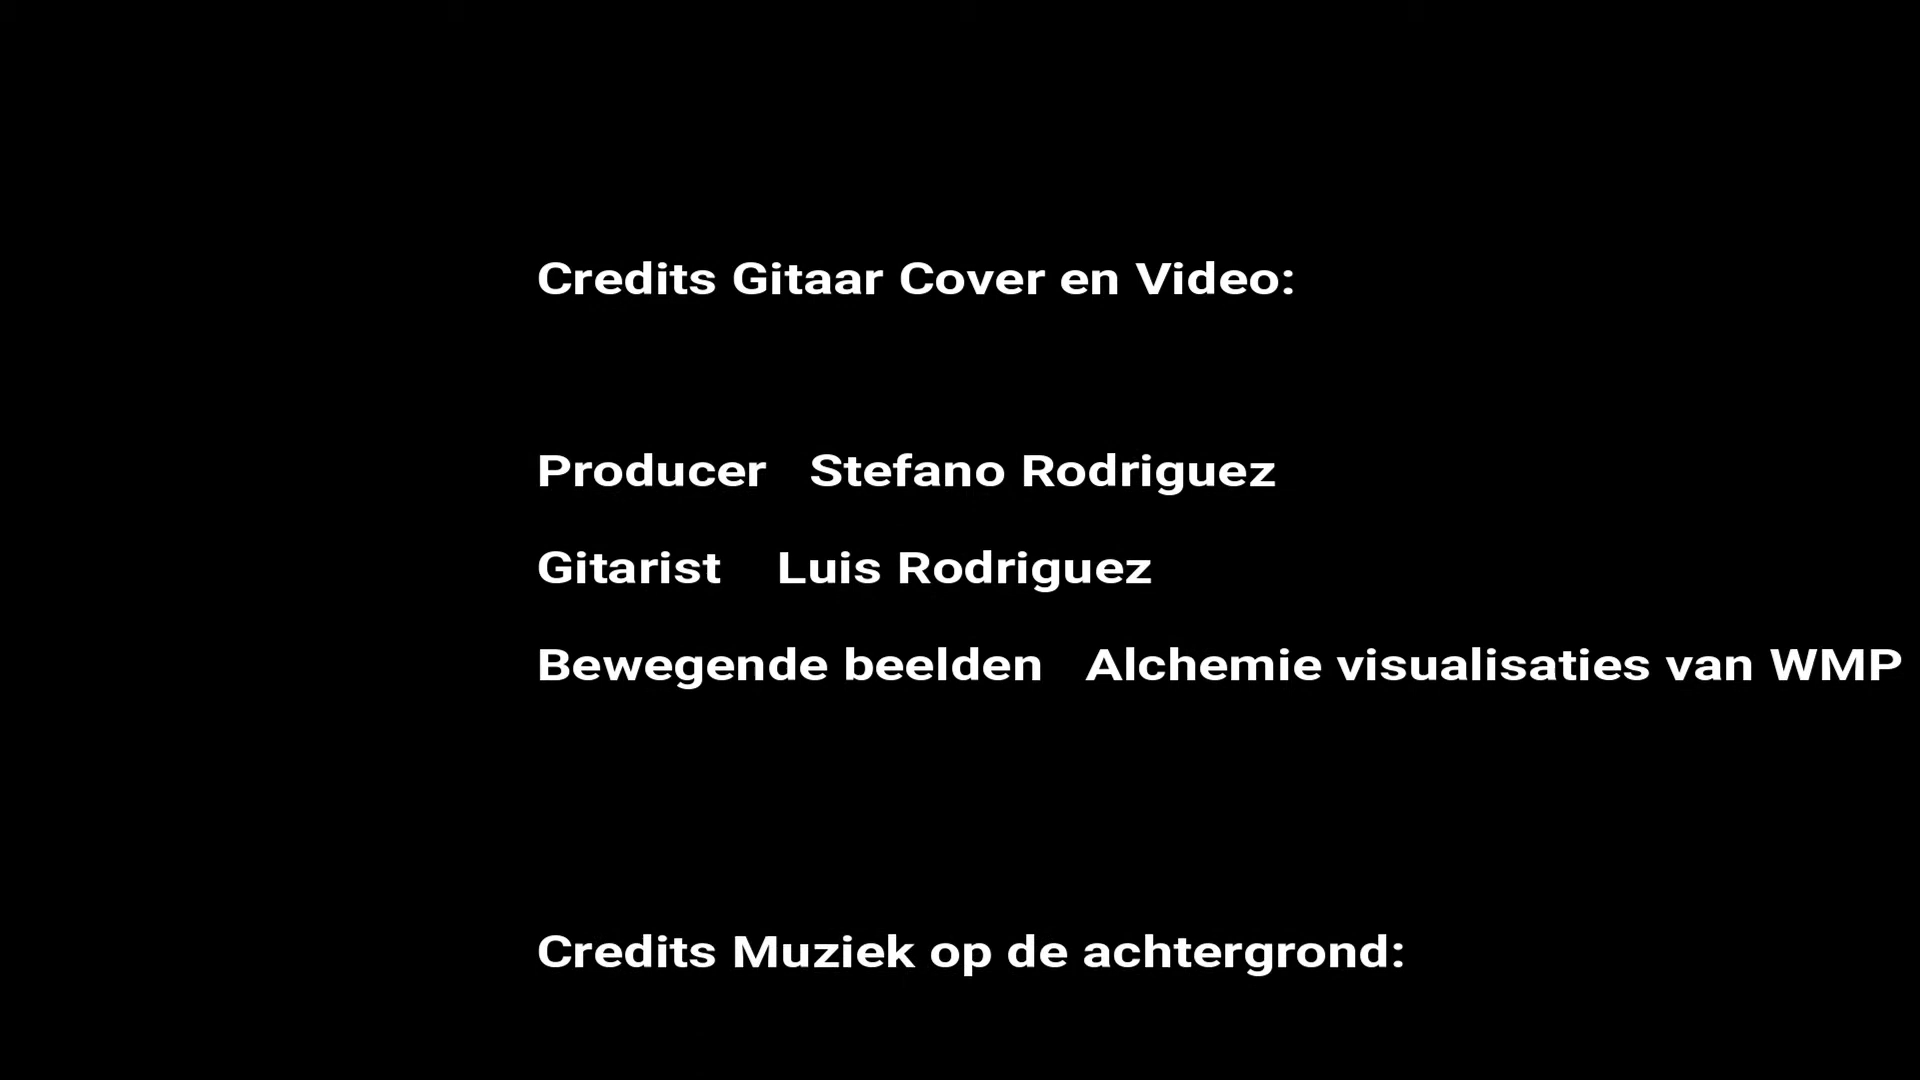 Credits Gitaar Cover en Video:
Producer Stefano Rodriguez
Gitarist Luis Rodriguez
Bewegende beelden Alchemie visualisaties van WMP
Credits Muziek op de achtergrond: